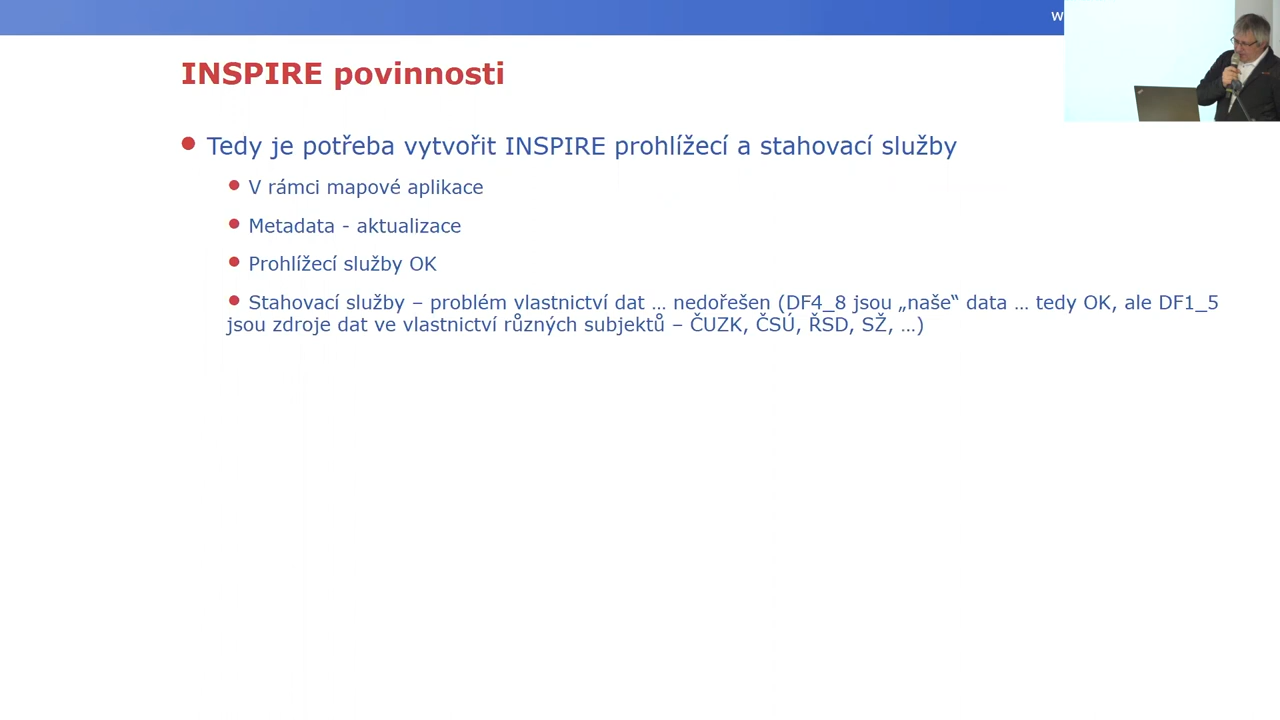 w
INSPIRE povinnosti
Tedy je potřeba vytvořit INSPIRE prohlížecí a stahovací služby
V rámci mapové aplikace
Metadata - aktualizace
Prohlížecí služby OK
Stahovací služby – problém vlastnictví dat … nedořešen (DF4_8 jsou „naše“ data … tedy OK, ale DF1_5
jsou zdroje dat ve vlastnictví různých subjektů – ČUZK, ČSÚ, ŘSD, SŽ, …)